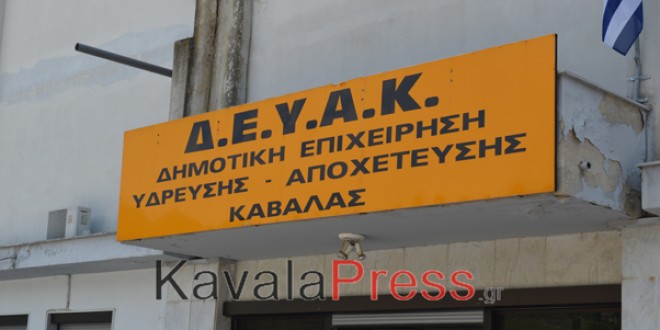 Δ.Ε.Υ.Α.Κ.
ΔΗΜΟΤΙΚΗ ΕΠΙΧΕΙΡΗΣΗ
ΥΔΡΕΥΣΗΣ - ΑΠΟΧΕΤΕΥΣΗΣ
ΚΑΒΑΛΑΣ
KavalaPress.gr